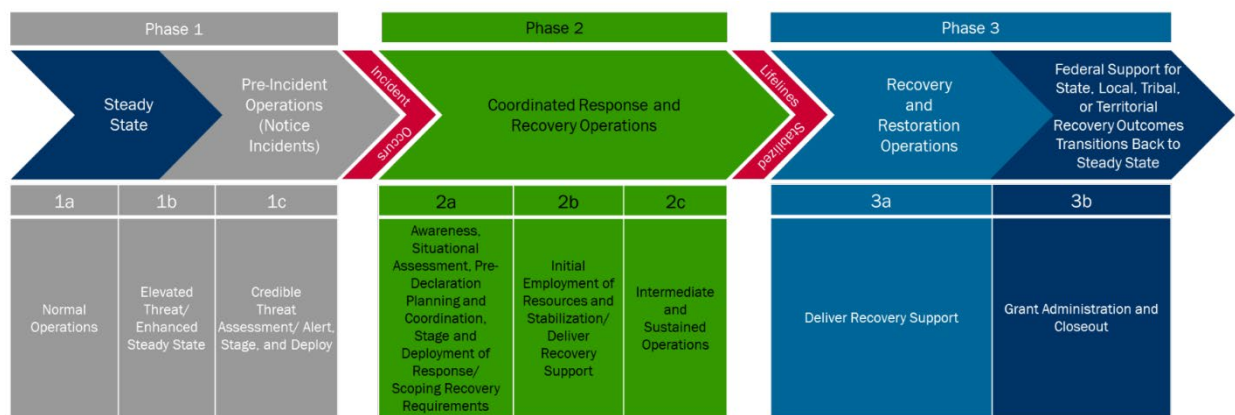 Phase 1
Phase 2
Phase 3
Steady
State
Pre-Incident
Operations
(Notice
Incidents)
Incident
Occurs
Coordinated Response and
Recovery Operations
Lifelines
Stabilized
Recovery
and
Restoration
Operations
Federal Support for
State, Local, Tribal,
or Territorial
Recovery Outcomes
Transitions Back to
Steady State
1a
1b
1c
2a
2b
2c
3a
3b
Normal
Operations
Elevated
Threat/
Enhanced
Steady State
Credible
Threat
Assessment/ Alert,
Stage, and Deploy
Awareness,
Situational
Assessment, Pre-
Declaration
Planning and
Coordination,
Stage and
Deployment of
Response/
Scoping Recovery
Requirements
Initial
Employment of
Resources and
Stabilization/
Deliver
Recovery
Support
Intermediate
and
Sustained
Operations
Deliver Recovery Support
Grant Administration and
Closeout